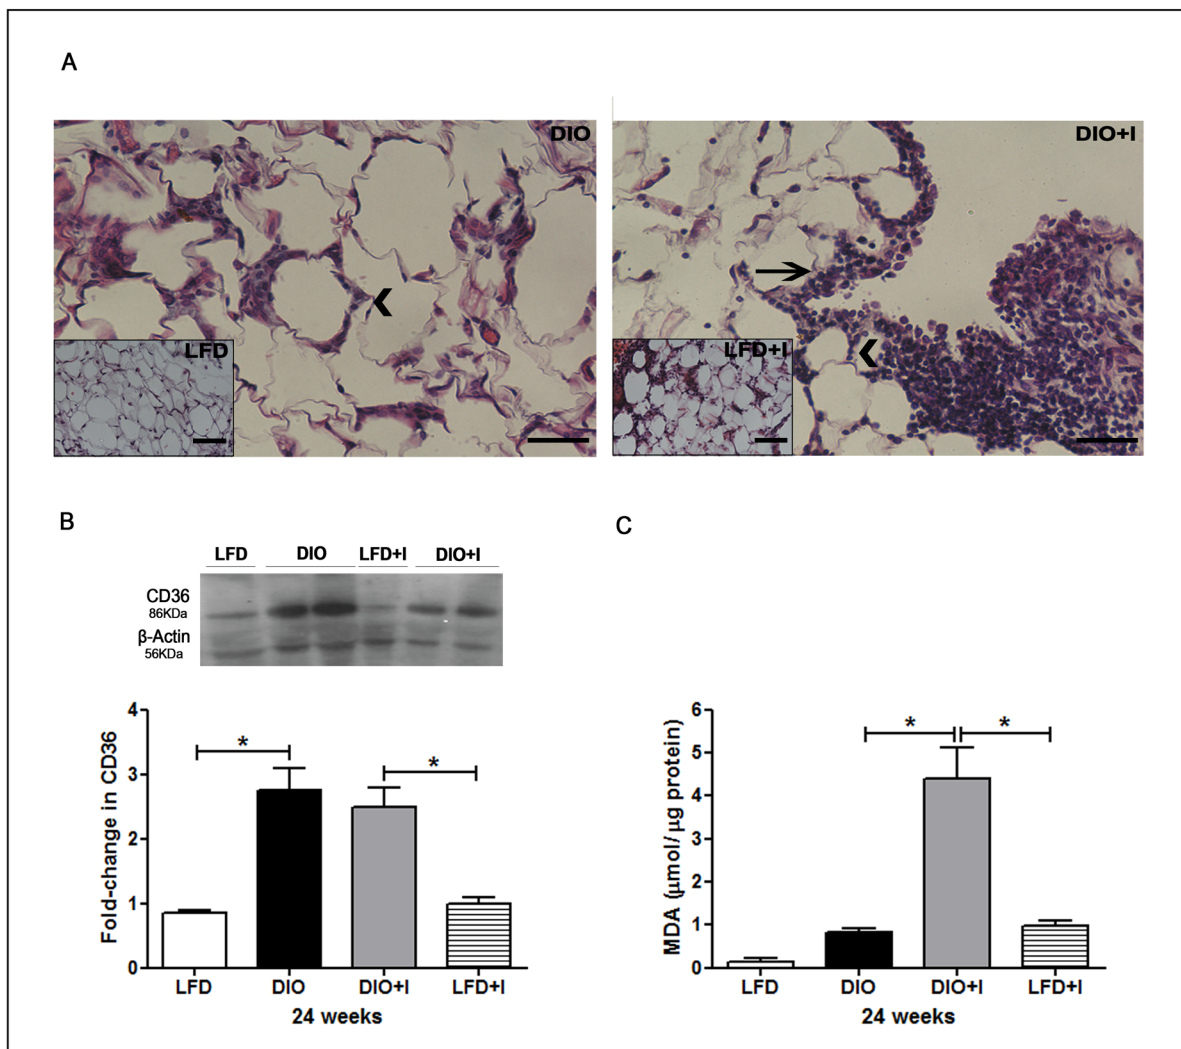 A
DIO
DIO+I
LFD
LFD+I
B
C
LFD DIO LFD+I DIO+I
CD36
86KDa
β-Actin
56KDa
Fold-change in CD36
4
3
2
1
0
*
*
LFD DIO DIO+I LFD+I
24 weeks
MDA (μmol/μg protein)
6
5
4
3
2
1
0
*
*
LFD DIO DIO+I LFD+I
24 weeks